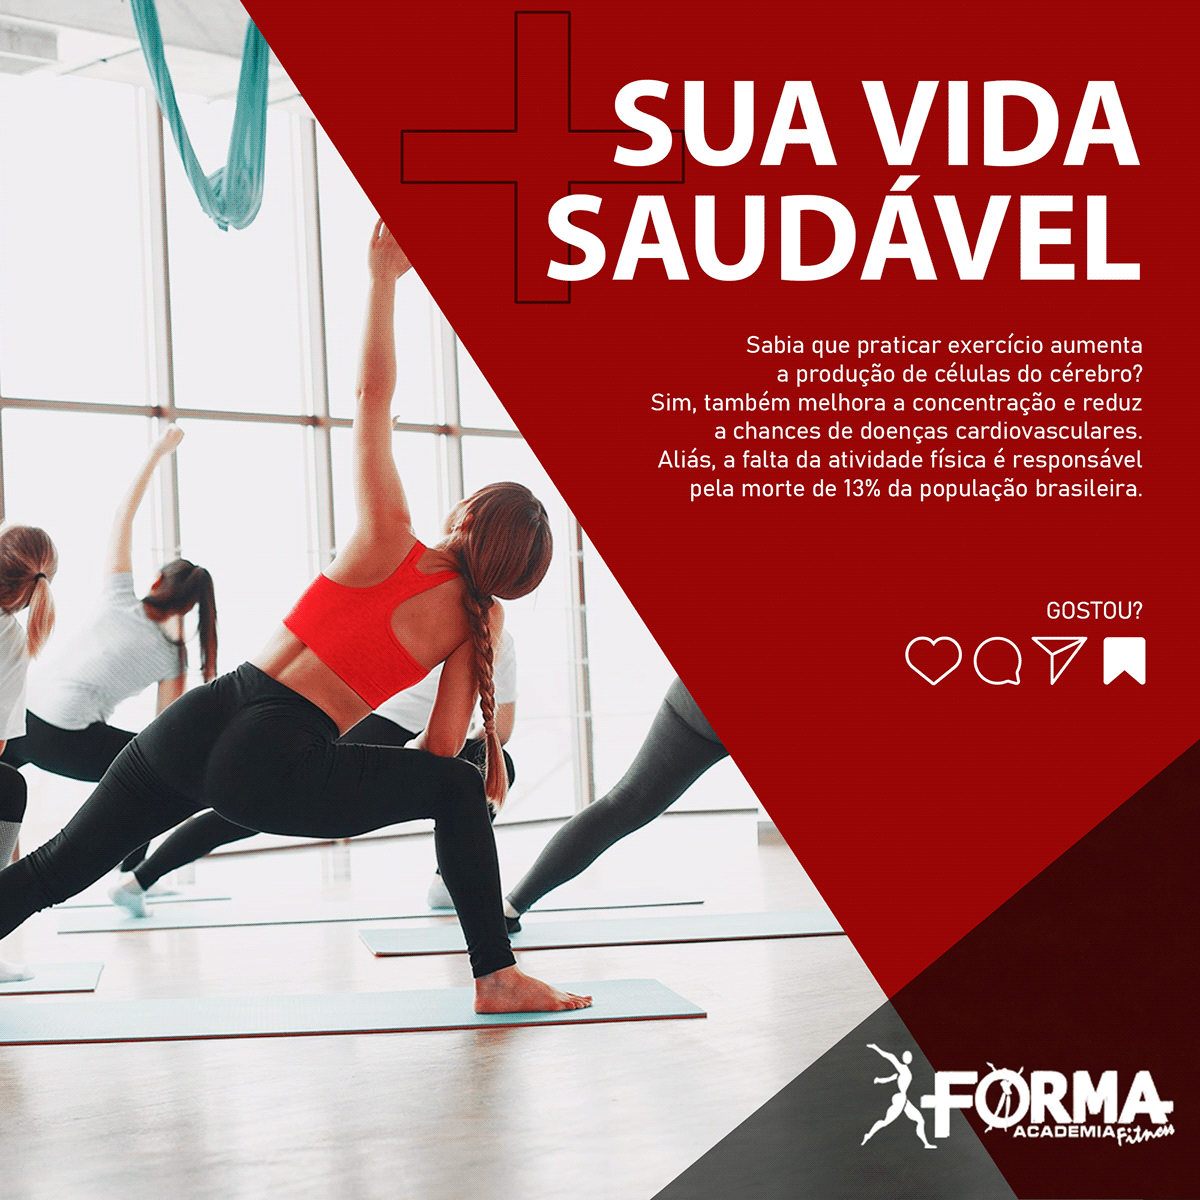 SUA VIDA
SAUDÁVEL
Sabia que praticar exercício aumenta
a produção de células do cérebro?
Sim, também melhora a concentração e reduz
a chances de doenças cardiovasculares.
Aliás, a falta da atividade física é responsável
pela morte de 13% da população brasileira.
GOSTOU?
FORMA
ACADEMIA Fitness